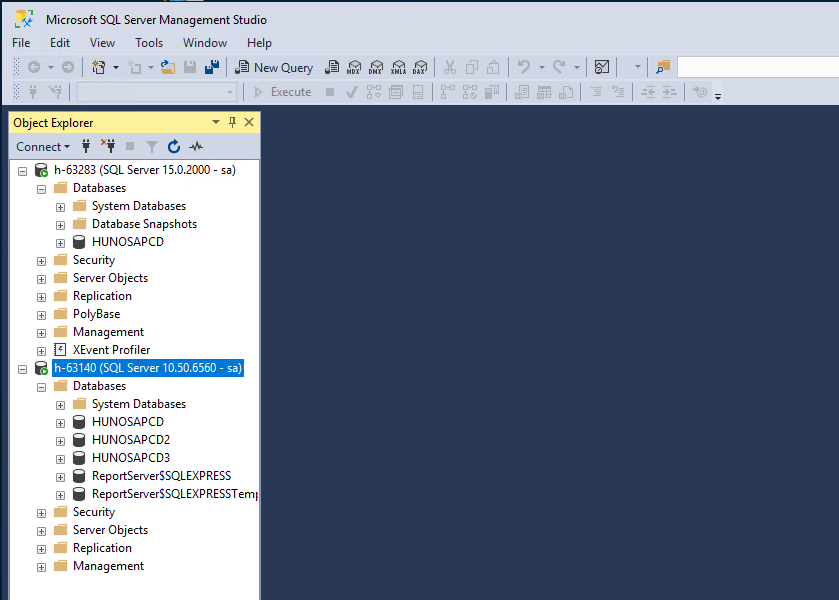 Microsoft SQL Server Management Studio
File Edit View Tools Window Help
New Query MDX DMX XMLA DAX
Execute
Object Explorer
Connect
h-63283 (SQL Server 15.0.2000 - sa)
Databases
System Databases
Database Snapshots
HUNOSAPCD
Security
Server Objects
Replication
PolyBase
Management
XEvent Profiler
h-63140 (SQL Server 10.50.6560 - sa)
Databases
System Databases
HUNOSAPCD
HUNOSAPCD2
HUNOSAPCD3
ReportServer$SQLEXPRESS
ReportServer$SQLEXPRESSTemp
Security
Server Objects
Replication
Management